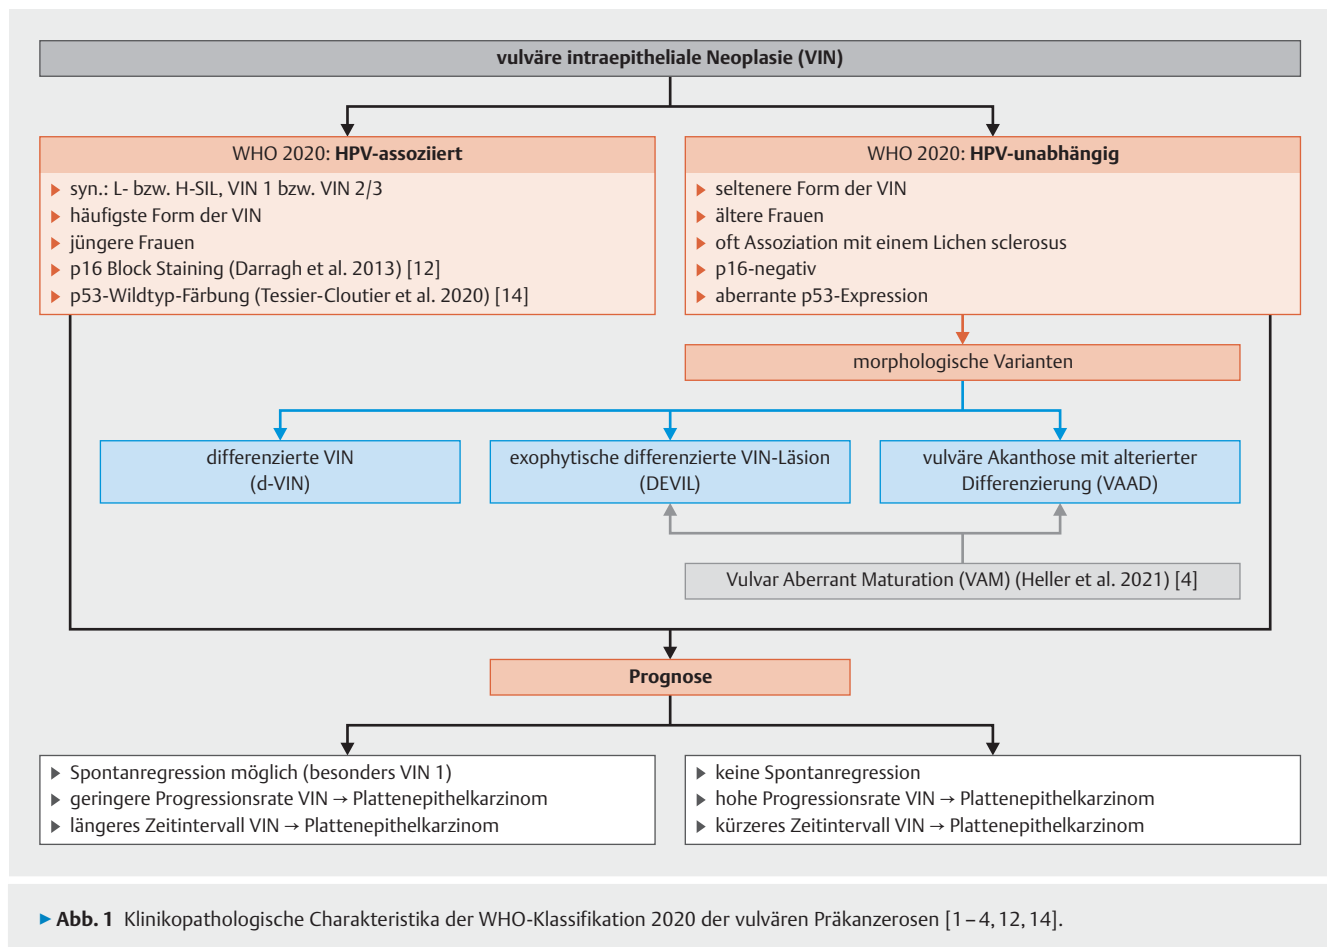 vulväre intraepitheliale Neoplasie (VIN)
WHO 2020: HPV-assoziiert
▶ syn.: L- bzw. H-SIL, VIN 1 bzw. VIN 2/3
▶ häufigste Form der VIN
▶ jüngere Frauen
▶ p16 Block Staining (Darragh et al. 2013) [12]
▶ p53-Wildtyp-Färbung (Tessier-Cloutier et al. 2020) [14]
WHO 2020: HPV-unabhängig
▶ seltenere Form der VIN
▶ ältere Frauen
▶ oft Assoziation mit einem Lichen sclerosus
▶ p16-negativ
▶ aberrante p53-Expression
morphologische Varianten
differenzierte VIN
(d-VIN)
exophytische differenzierte VIN-Läsion
(DEVIL)
vulväre Akanthose mit alterierter
Differenzierung (VAAD)
Vulvar Aberrant Maturation (VAM) (Heller et al. 2021) [4]
Prognose
▶ Spontanregression möglich (besonders VIN 1)
▶ geringere Progressionsrate VIN → Plattenepithelkarzinom
▶ längeres Zeitintervall VIN → Plattenepithelkarzinom
▶ keine Spontanregression
▶ hohe Progressionsrate VIN → Plattenepithelkarzinom
▶ kürzeres Zeitintervall VIN → Plattenepithelkarzinom
▶ Abb. 1 Klinikopathologische Charakteristika der WHO-Klassifikation 2020 der vulvären Präkanzerosen [1–4, 12, 14].